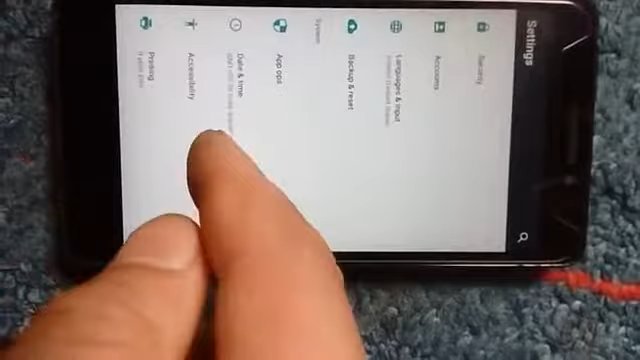 Settings
Security
Accounts
Languages & input
Backup & reset
System
App ops
Date & time
Accessibility
Printing